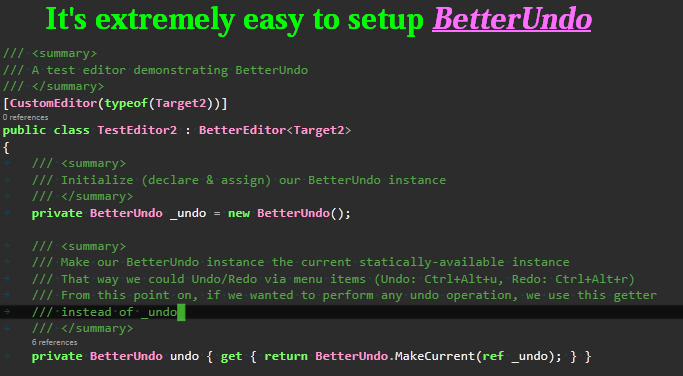 It's extremely easy to setup BetterUndo
/// <summary>
/// A test editor demonstrating BetterUndo
/// </summary>
[CustomEditor(typeof(Target2))]
0 references
public class TestEditor2 : BetterEditor<Target2>
{
/// <summary>
/// Initialize (declare & assign) our BetterUndo instance
/// </summary>
private BetterUndo _undo = new BetterUndo();
/// <summary>
/// Make our BetterUndo instance the current statically-available instance
/// That way we could Undo/Redo via menu items (Undo: Ctrl+Alt+u, Redo: Ctrl+Alt+r)
/// From this point on, if we wanted to perform any undo operation, we use this getter
/// instead of _undo
/// </summary>
6 references
private BetterUndo undo { get { return BetterUndo.MakeCurrent(ref _undo); } }